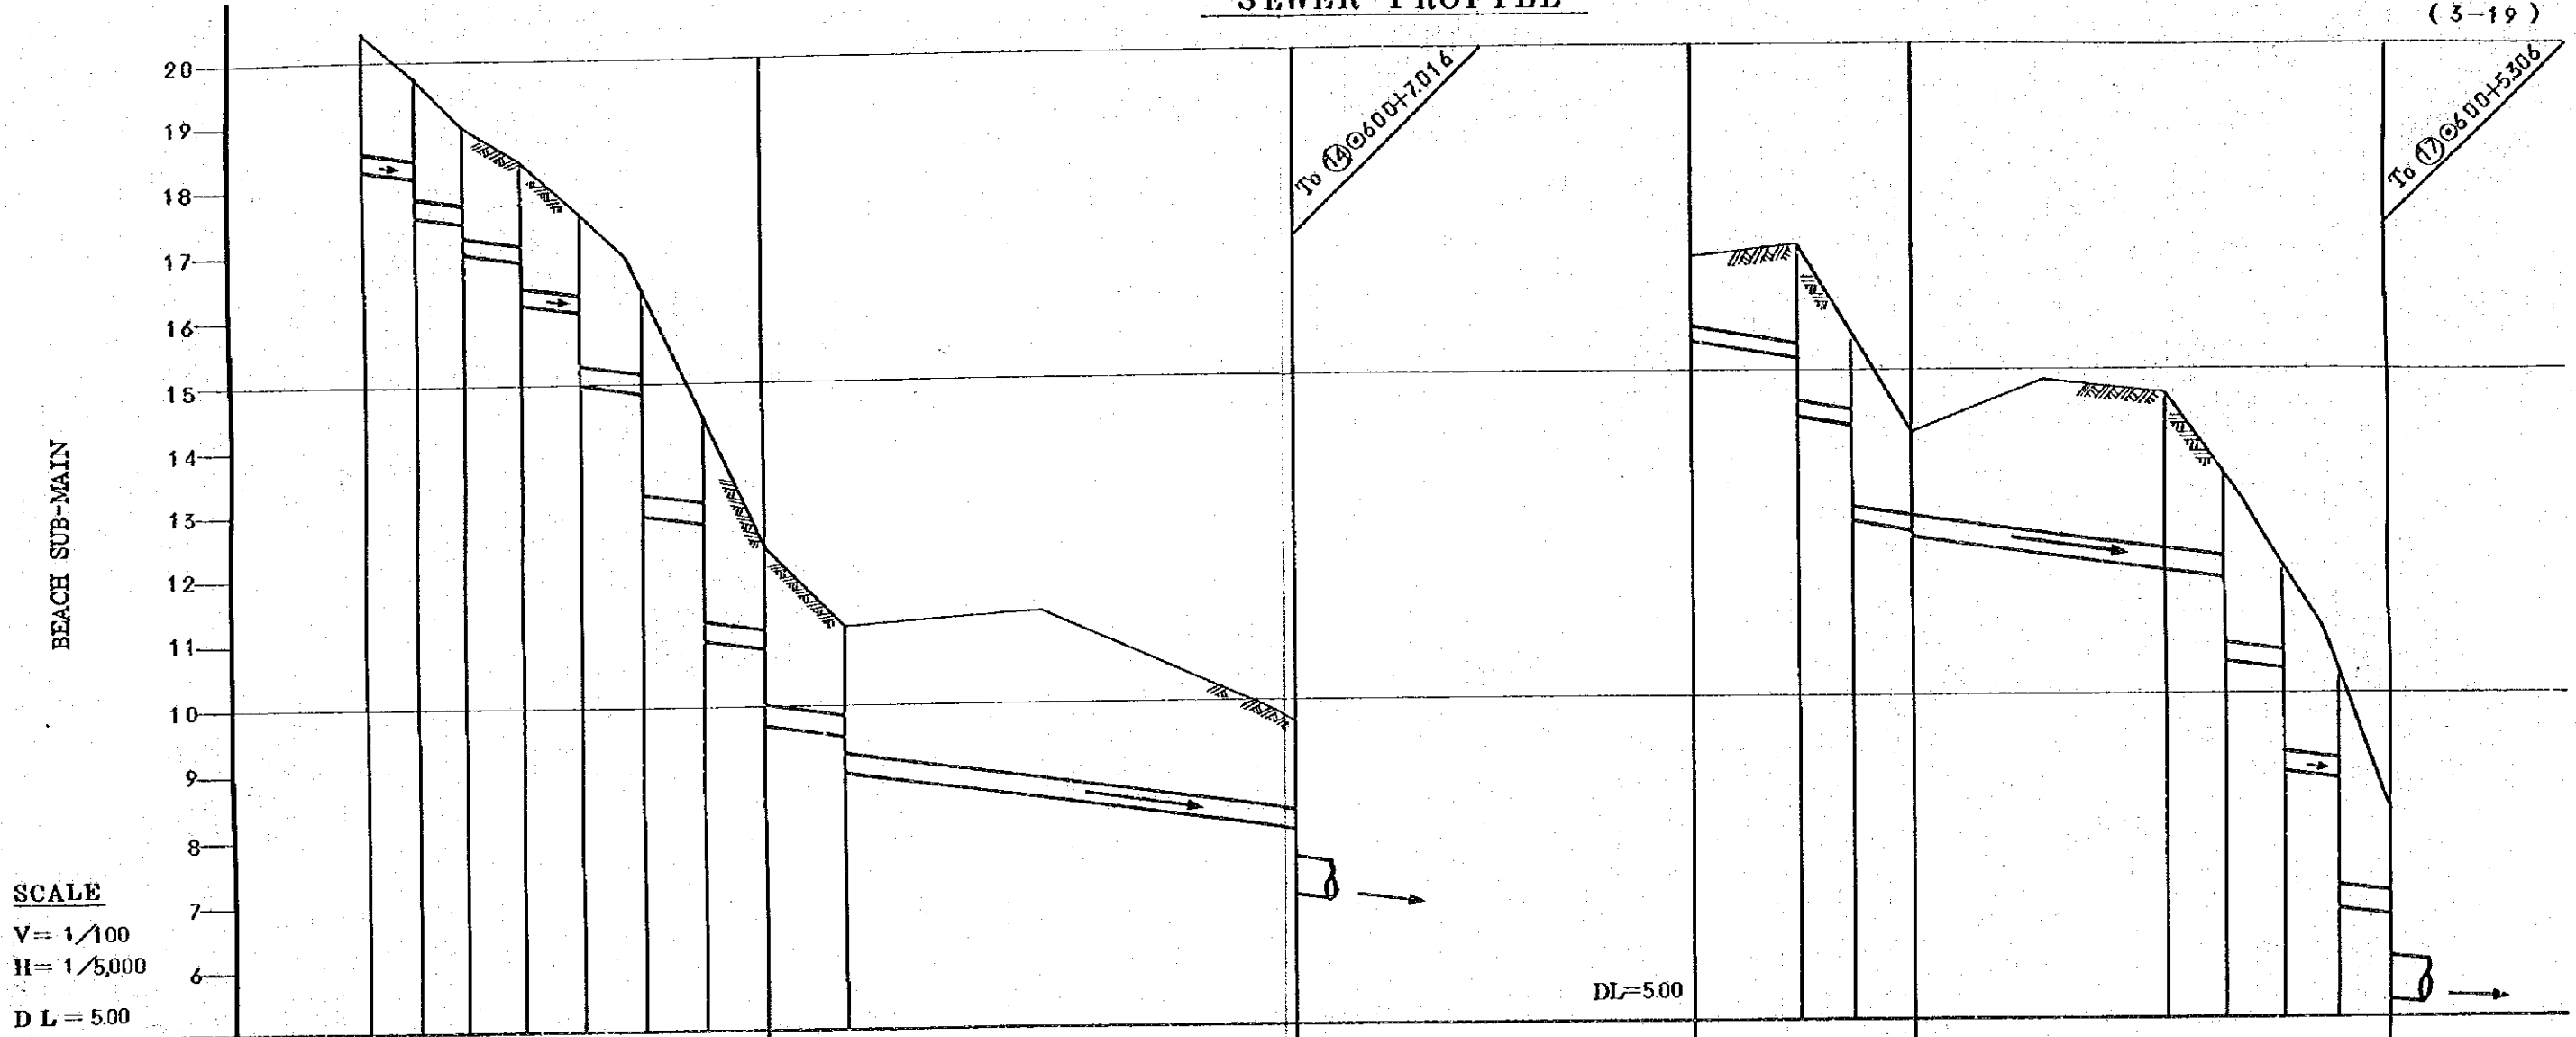 SEWER PROFILE
(3-19)
20
19
18
17
16
15
14
13
12
11
10
9
8
7
6
BEACH SUB-MAIN
To ⑭⊙600+7.016
To ⑰⊙600+5.306
SCALE
V=1/100
H=1/5,000
DL=5.00
DL=5.00